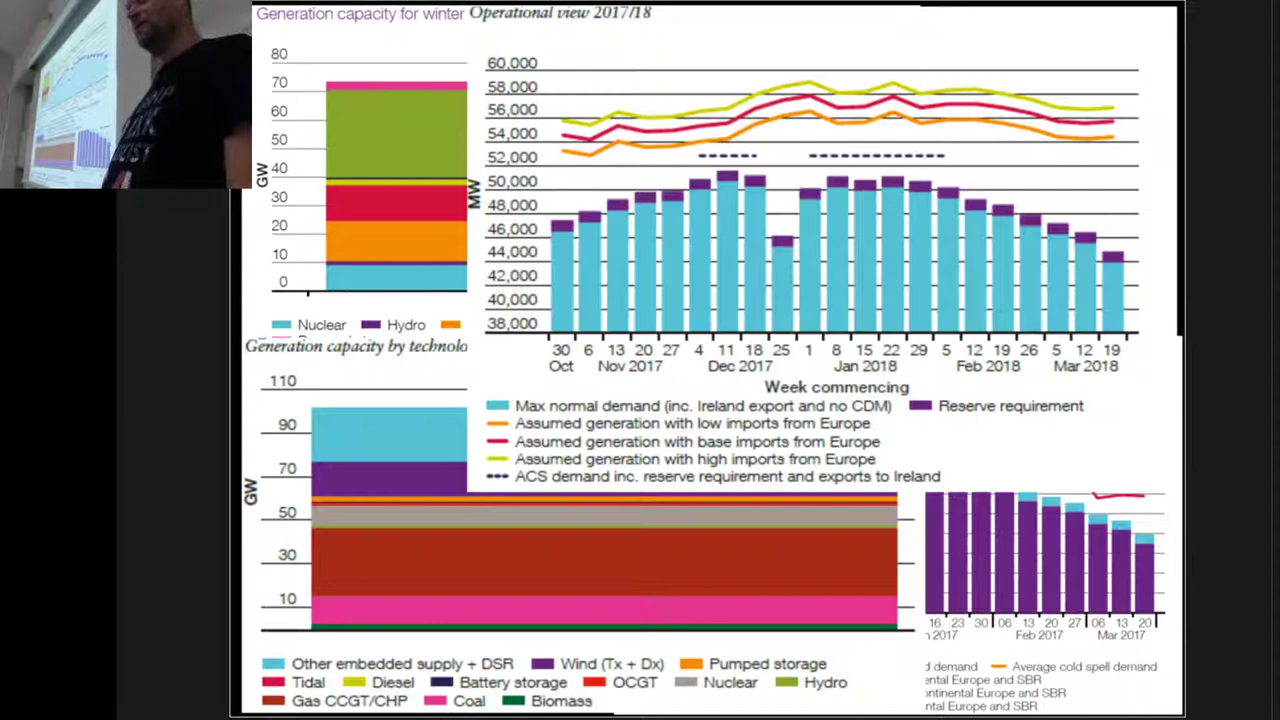 Generation capacity for winter
Operational view 2017/18
80
70
60
50
40
30
20
10
0
GW
Nuclear
Hydro
60,000
58,000
56,000
54,000
52,000
50,000
48,000
46,000
44,000
42,000
40,000
38,000
MW
30 6 13 20 27 4 11 18 25 1 8 15 22 29 5 12 19 26 5 12 19
Oct Nov 2017 Dec 2017 Jan 2018 Feb 2018 Mar 2018
Week commencing
Max normal demand (inc. Ireland export and no CDM)
Reserve requirement
Assumed generation with low imports from Europe
Assumed generation with base imports from Europe
Assumed generation with high imports from Europe
ACS demand inc. reserve requirement and exports to Ireland
Generation capacity by technolo
110
90
70
50
30
10
GW
Other embedded supply + DSR Wind (Tx + Dx) Pumped storage
Tidal Diesel Battery storage OCGT Nuclear Hydro
Gas CCGT/CHP Coal Biomass
16 23 30 06 13 20 27 06 13 20
n 2017 Feb 2017 Mar 2017
d demand Average cold spell demand
ental Europe and SBR
ontinental Europe and SBR
ntal Europe and SBR